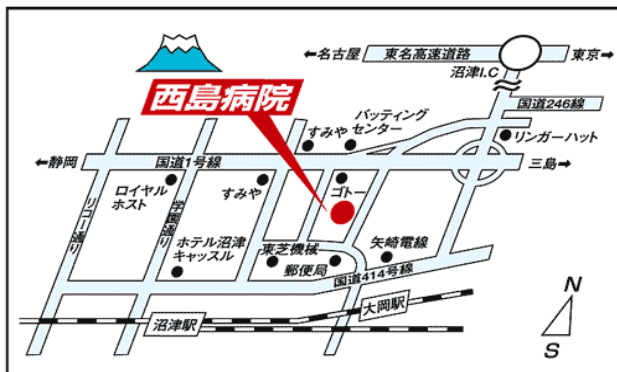 ←名古屋
東名高速道路
東京→
沼津I.C
国道246線
西島病院
バッティング
センター
すみや
リンガーハット
←静岡
国道1号線
三島→
ロイヤル
ホスト
すみや
ゴトー
リコー通り
学園通り
ホテル沼津
キャッスル
東芝機械
郵便局
矢崎電線
国道414号線
沼津駅
大岡駅
N
S